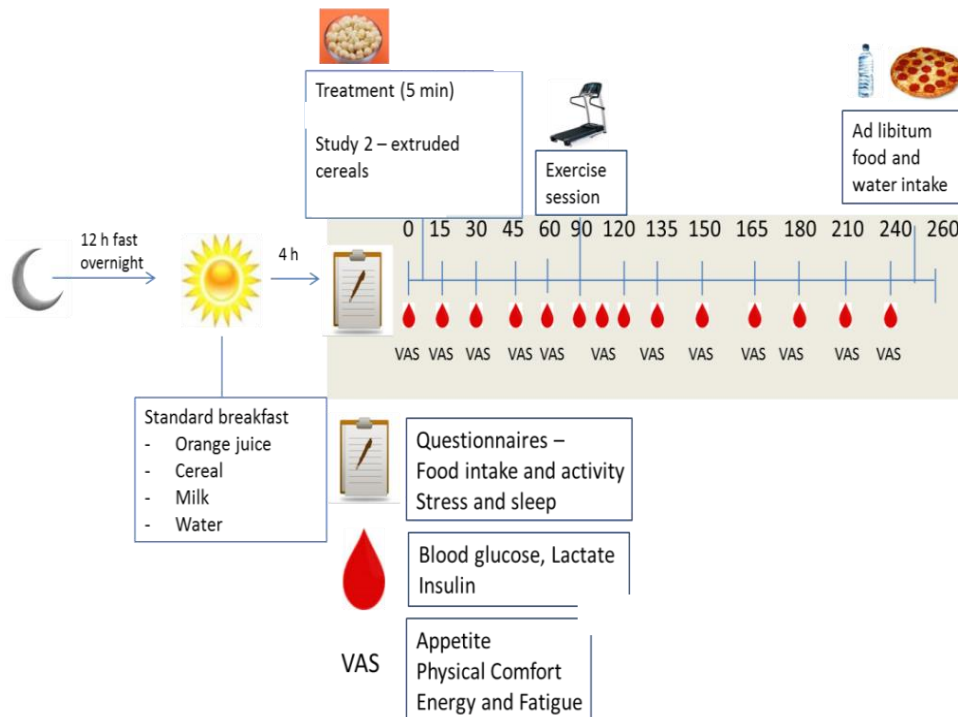 Treatment (5 min)
Study 2 – extruded
cereals
Exercise
session
Ad libitum
food and
water intake
12 h fast
overnight
4 h
0 15 30 45 60 90 120 135 150 165 180 210 240 260
VAS VAS VAS VAS VAS VAS VAS VAS VAS VAS VAS VAS
Standard breakfast
- Orange juice
- Cereal
- Milk
- Water
Questionnaires –
Food intake and activity
Stress and sleep
Blood glucose, Lactate
Insulin
VAS
Appetite
Physical Comfort
Energy and Fatigue